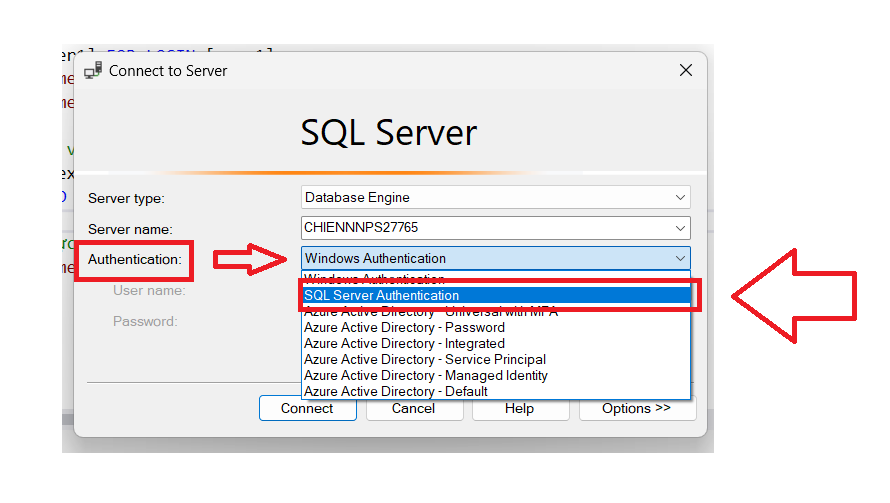 FOR LOGIN
Connect to Server
SQL Server
Server type:
Database Engine
Server name:
CHIENNNPS27765
Authentication:
Windows Authentication
Windows Authentication
User name:
SQL Server Authentication
Azure Active Directory - Universal with MFA
Password:
Azure Active Directory - Password
Azure Active Directory - Integrated
Azure Active Directory - Service Principal
Azure Active Directory - Managed Identity
Azure Active Directory - Default
Connect
Cancel
Help
Options >>